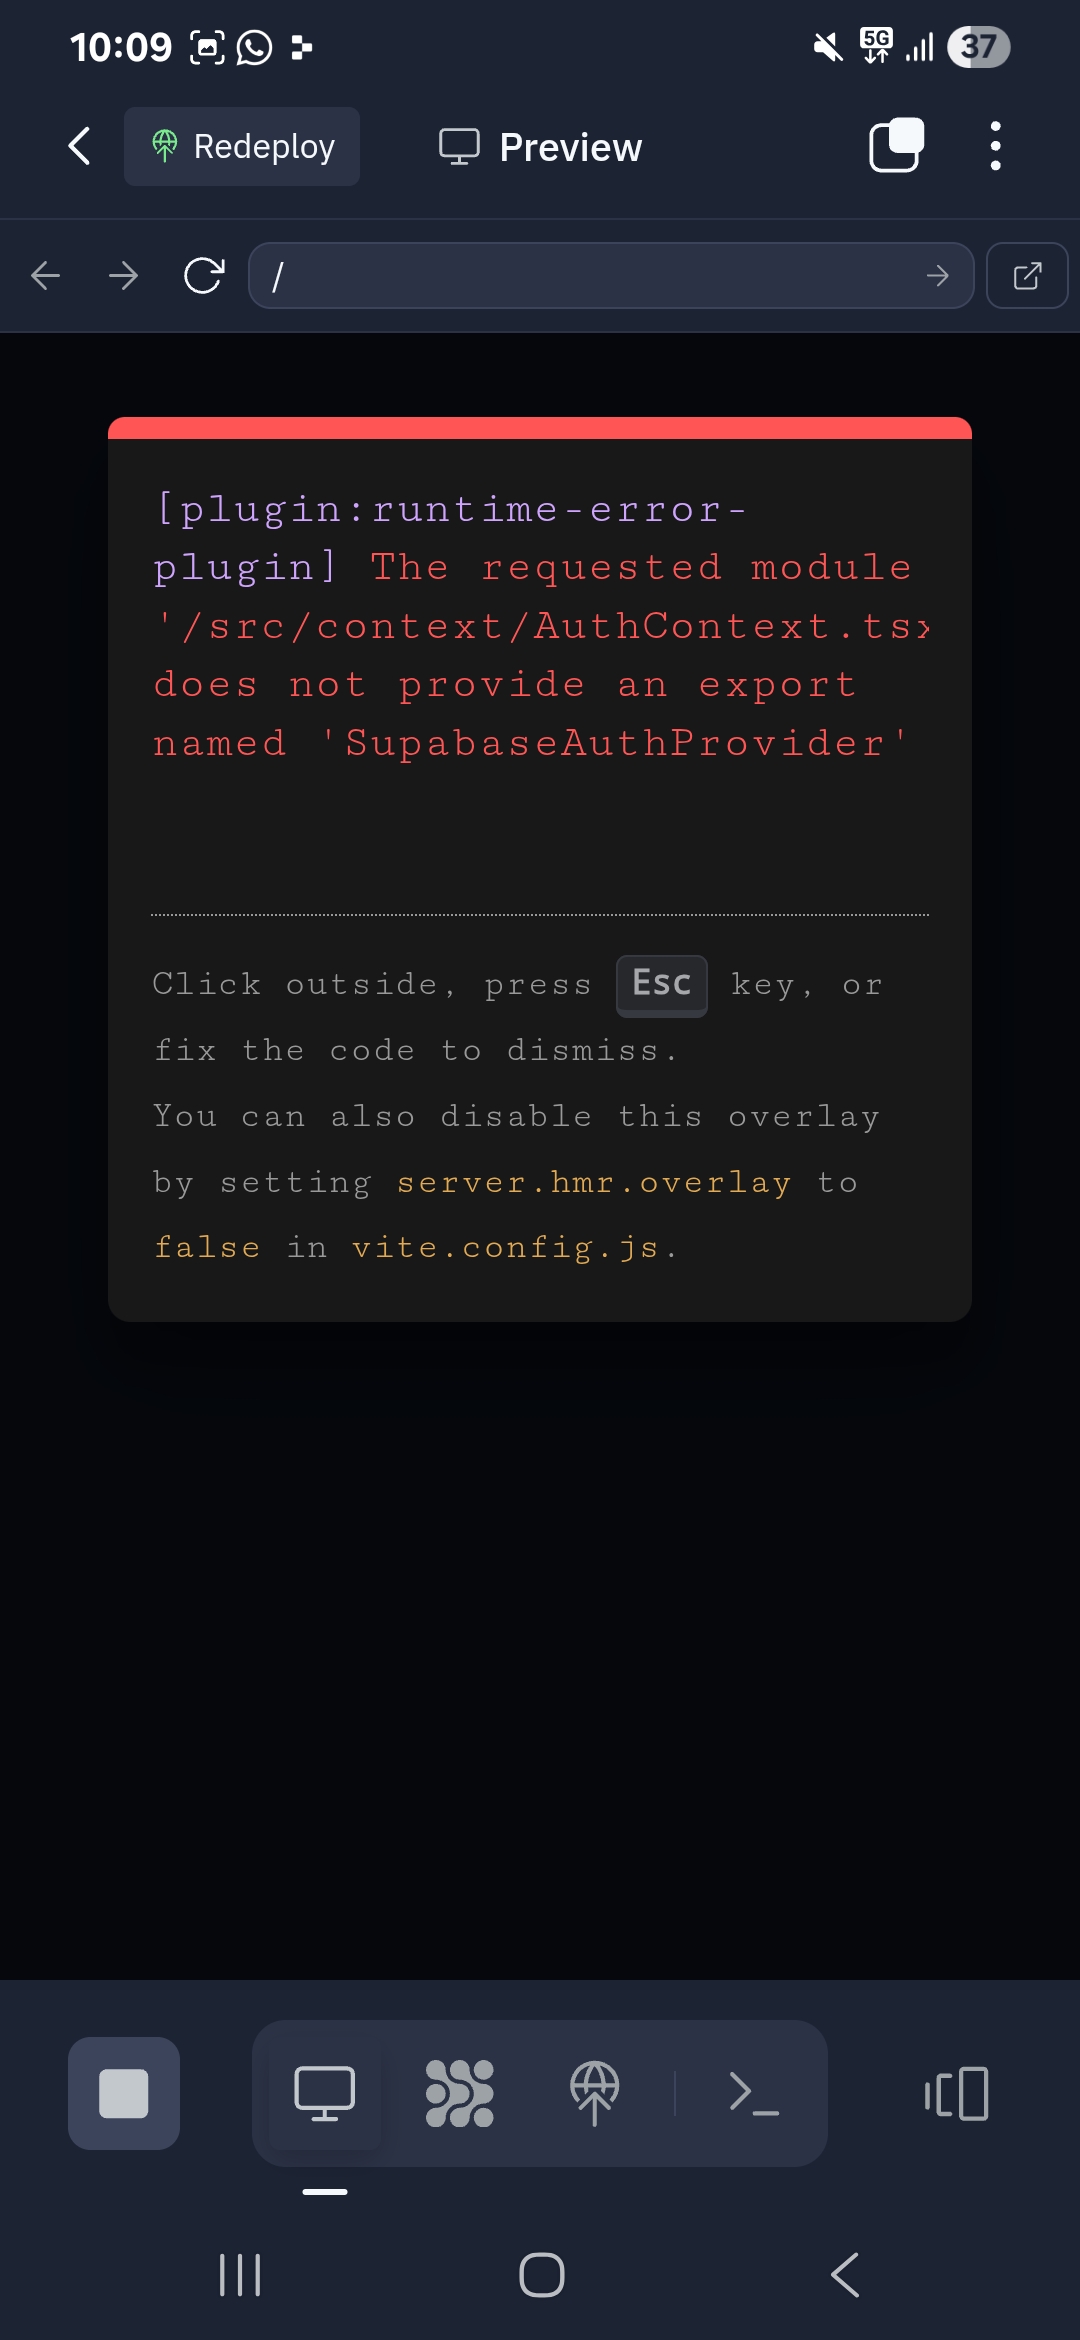 10:09
5G
37
Redeploy
Preview
/
[plugin:runtime-error-
plugin] The requested module
'/src/context/AuthContext.tsx
does not provide an export
named 'SupabaseAuthProvider'
Click outside, press Esc key, or
fix the code to dismiss.
You can also disable this overlay
by setting server.hmr.overlay to
false in vite.config.js.